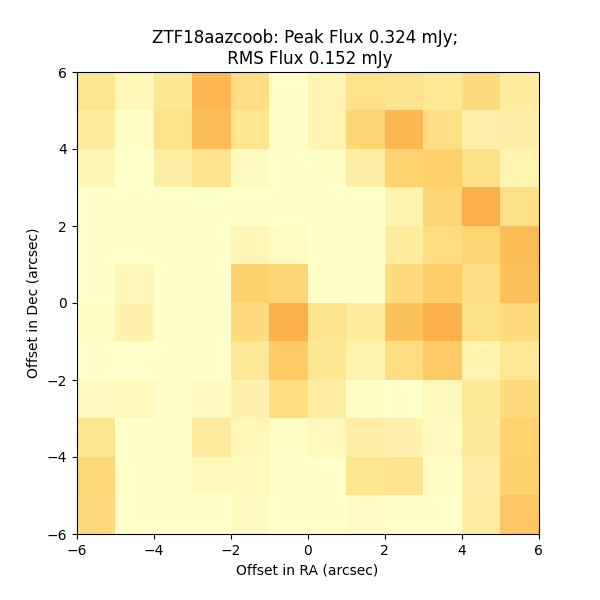 ZTF18aazcoob: Peak Flux 0.324 mJy;
RMS Flux 0.152 mJy
6
4
2
0
−2
−4
−6
Offset in Dec (arcsec)
−6 −4 −2 0 2 4 6
Offset in RA (arcsec)